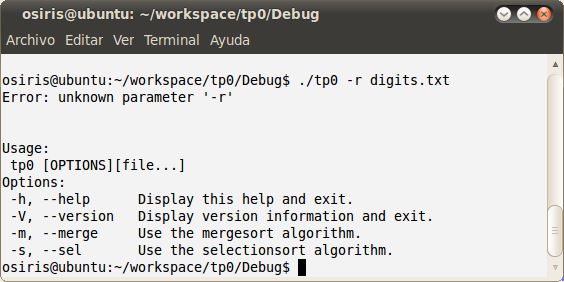 osiris@ubuntu: ~/workspace/tp0/Debug
Archivo Editar Ver Terminal Ayuda
osiris@ubuntu:~/workspace/tp0/Debug$ ./tp0 -r digits.txt
Error: unknown parameter '-r'
Usage:
 tp0 [OPTIONS][file...]
Options:
 -h, --help      Display this help and exit.
 -V, --version   Display version information and exit.
 -m, --merge     Use the mergesort algorithm.
 -s, --sel       Use the selectionsort algorithm.
osiris@ubuntu:~/workspace/tp0/Debug$